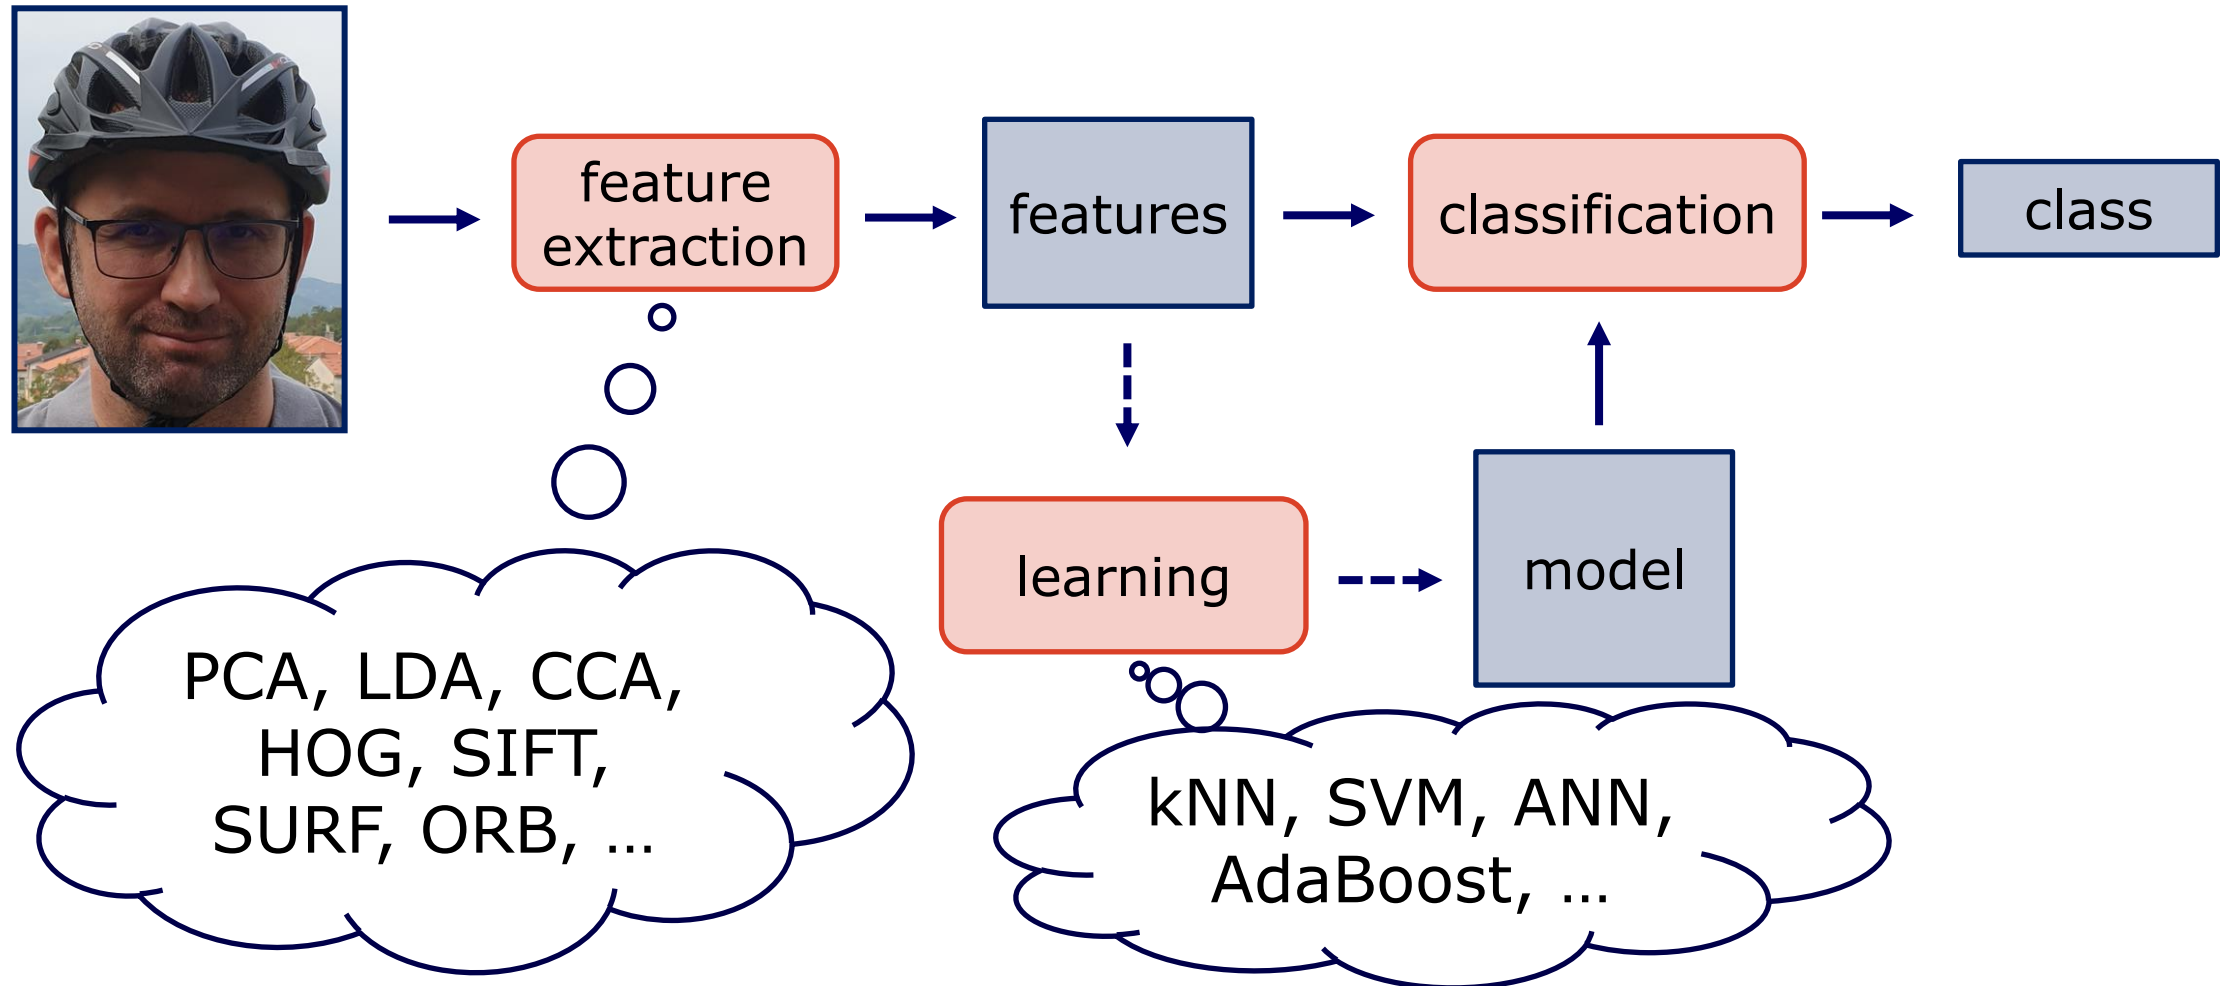 feature
extraction
features
classification
class
learning
model
PCA, LDA, CCA,
HOG, SIFT,
SURF, ORB, …
kNN, SVM, ANN,
AdaBoost, …